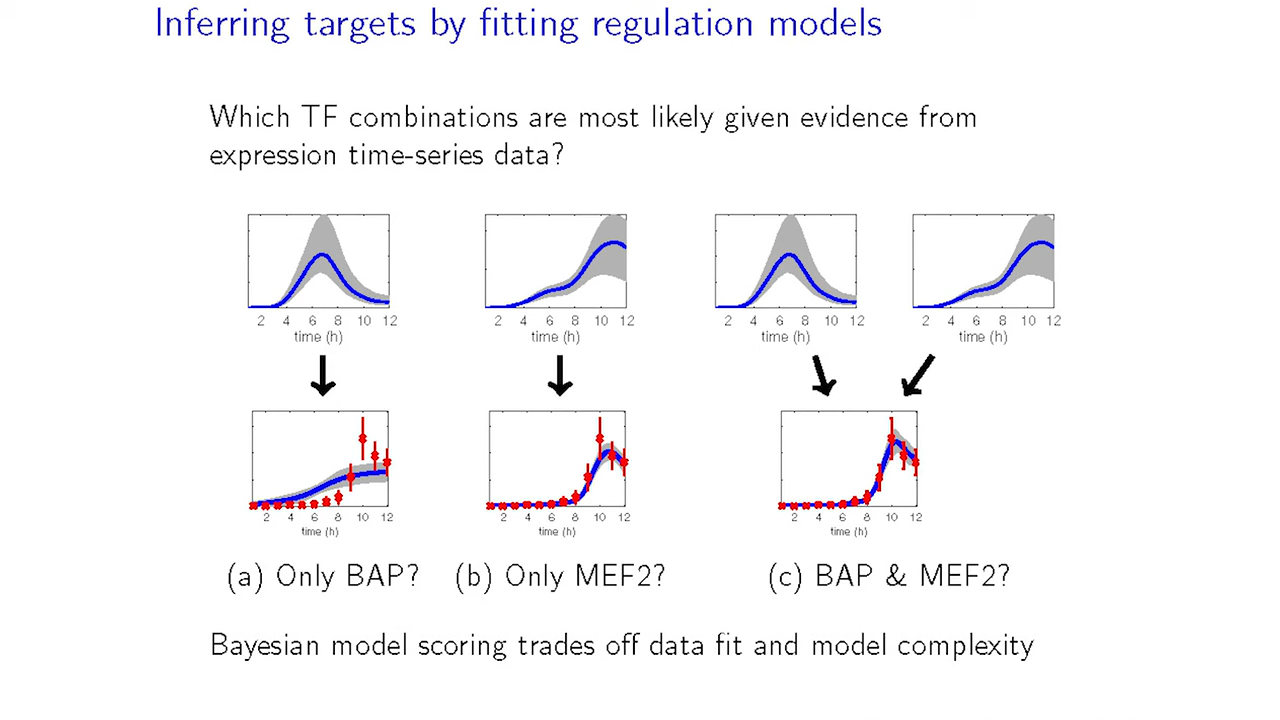 Inferring targets by fitting regulation models
Which TF combinations are most likely given evidence from
expression time-series data?
2 4 6 8 10 12
time (h)
2 4 6 8 10 12
time (h)
2 4 6 8 10 12
time (h)
2 4 6 8 10 12
time (h)
2 4 6 8 10 12
time (h)
2 4 6 8 10 12
time (h)
2 4 6 8 10 12
time (h)
(a) Only BAP?
(b) Only MEF2?
(c) BAP & MEF2?
Bayesian model scoring trades off data fit and model complexity